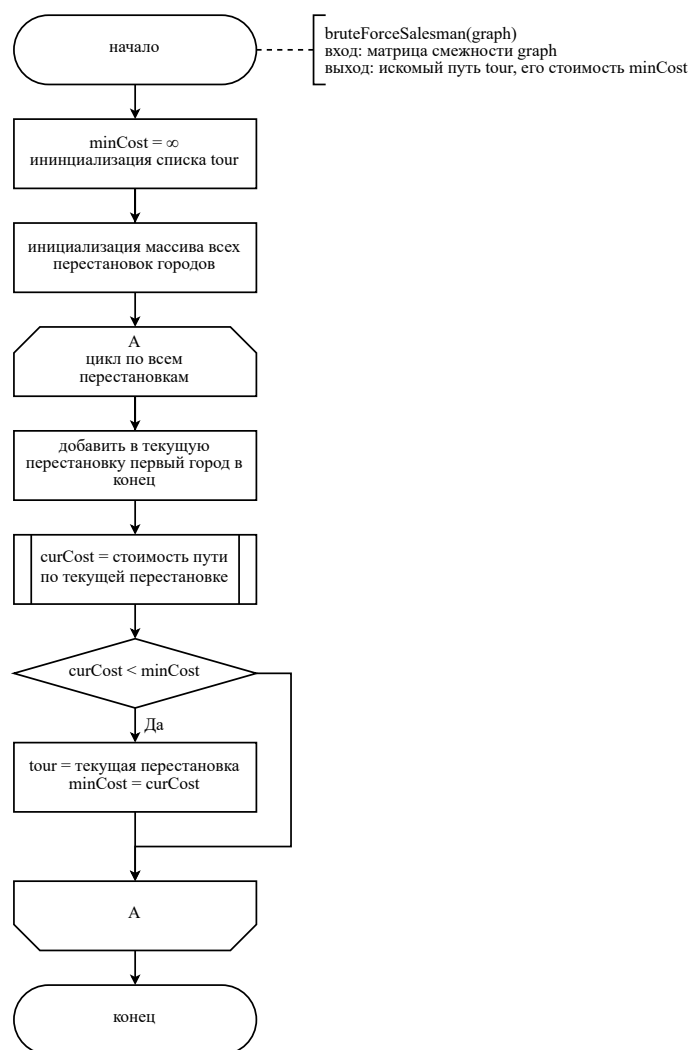 начало
bruteForceSalesman(graph)
вход: матрица смежности graph
выход: искомый путь tour, его стоимость minCost
minCost = ∞
ининциализация списка tour
инициализация массива всех
перестановок городов
А
цикл по всем
перестановкам
добавить в текущую
перестановку первый город в
конец
curCost = стоимость пути
по текущей перестановке
curCost < minCost
Да
tour = текущая перестановка
minCost = curCost
А
конец